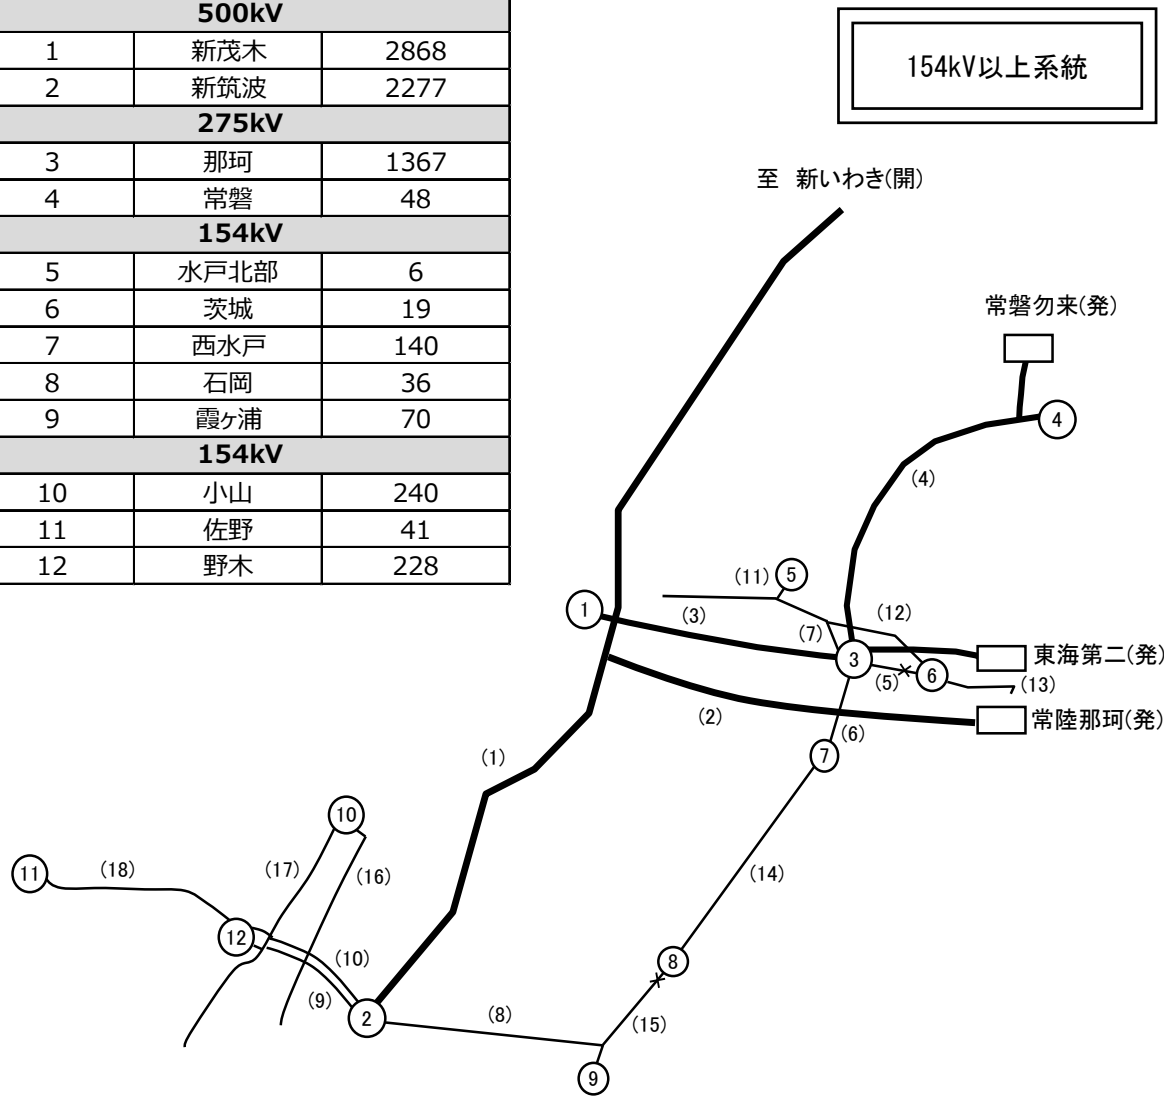 500kV
1 新茂木 2868
2 新筑波 2277
275kV
3 那珂 1367
4 常磐 48
154kV
5 水戸北部 6
6 茨城 19
7 西水戸 140
8 石岡 36
9 霞ヶ浦 70
154kV
10 小山 240
11 佐野 41
12 野木 228
154kV以上系統
至 新いわき(開)
常磐勿来(発)
4
(4)
(11)
5
1
(3)
(12)
(7)
3
東海第二(発)
(5)
6
(13)
(2)
常陸那珂(発)
(6)
7
(1)
10
11
(18)
(17)
(16)
(14)
12
(10)
8
(9)
2
(8)
(15)
9